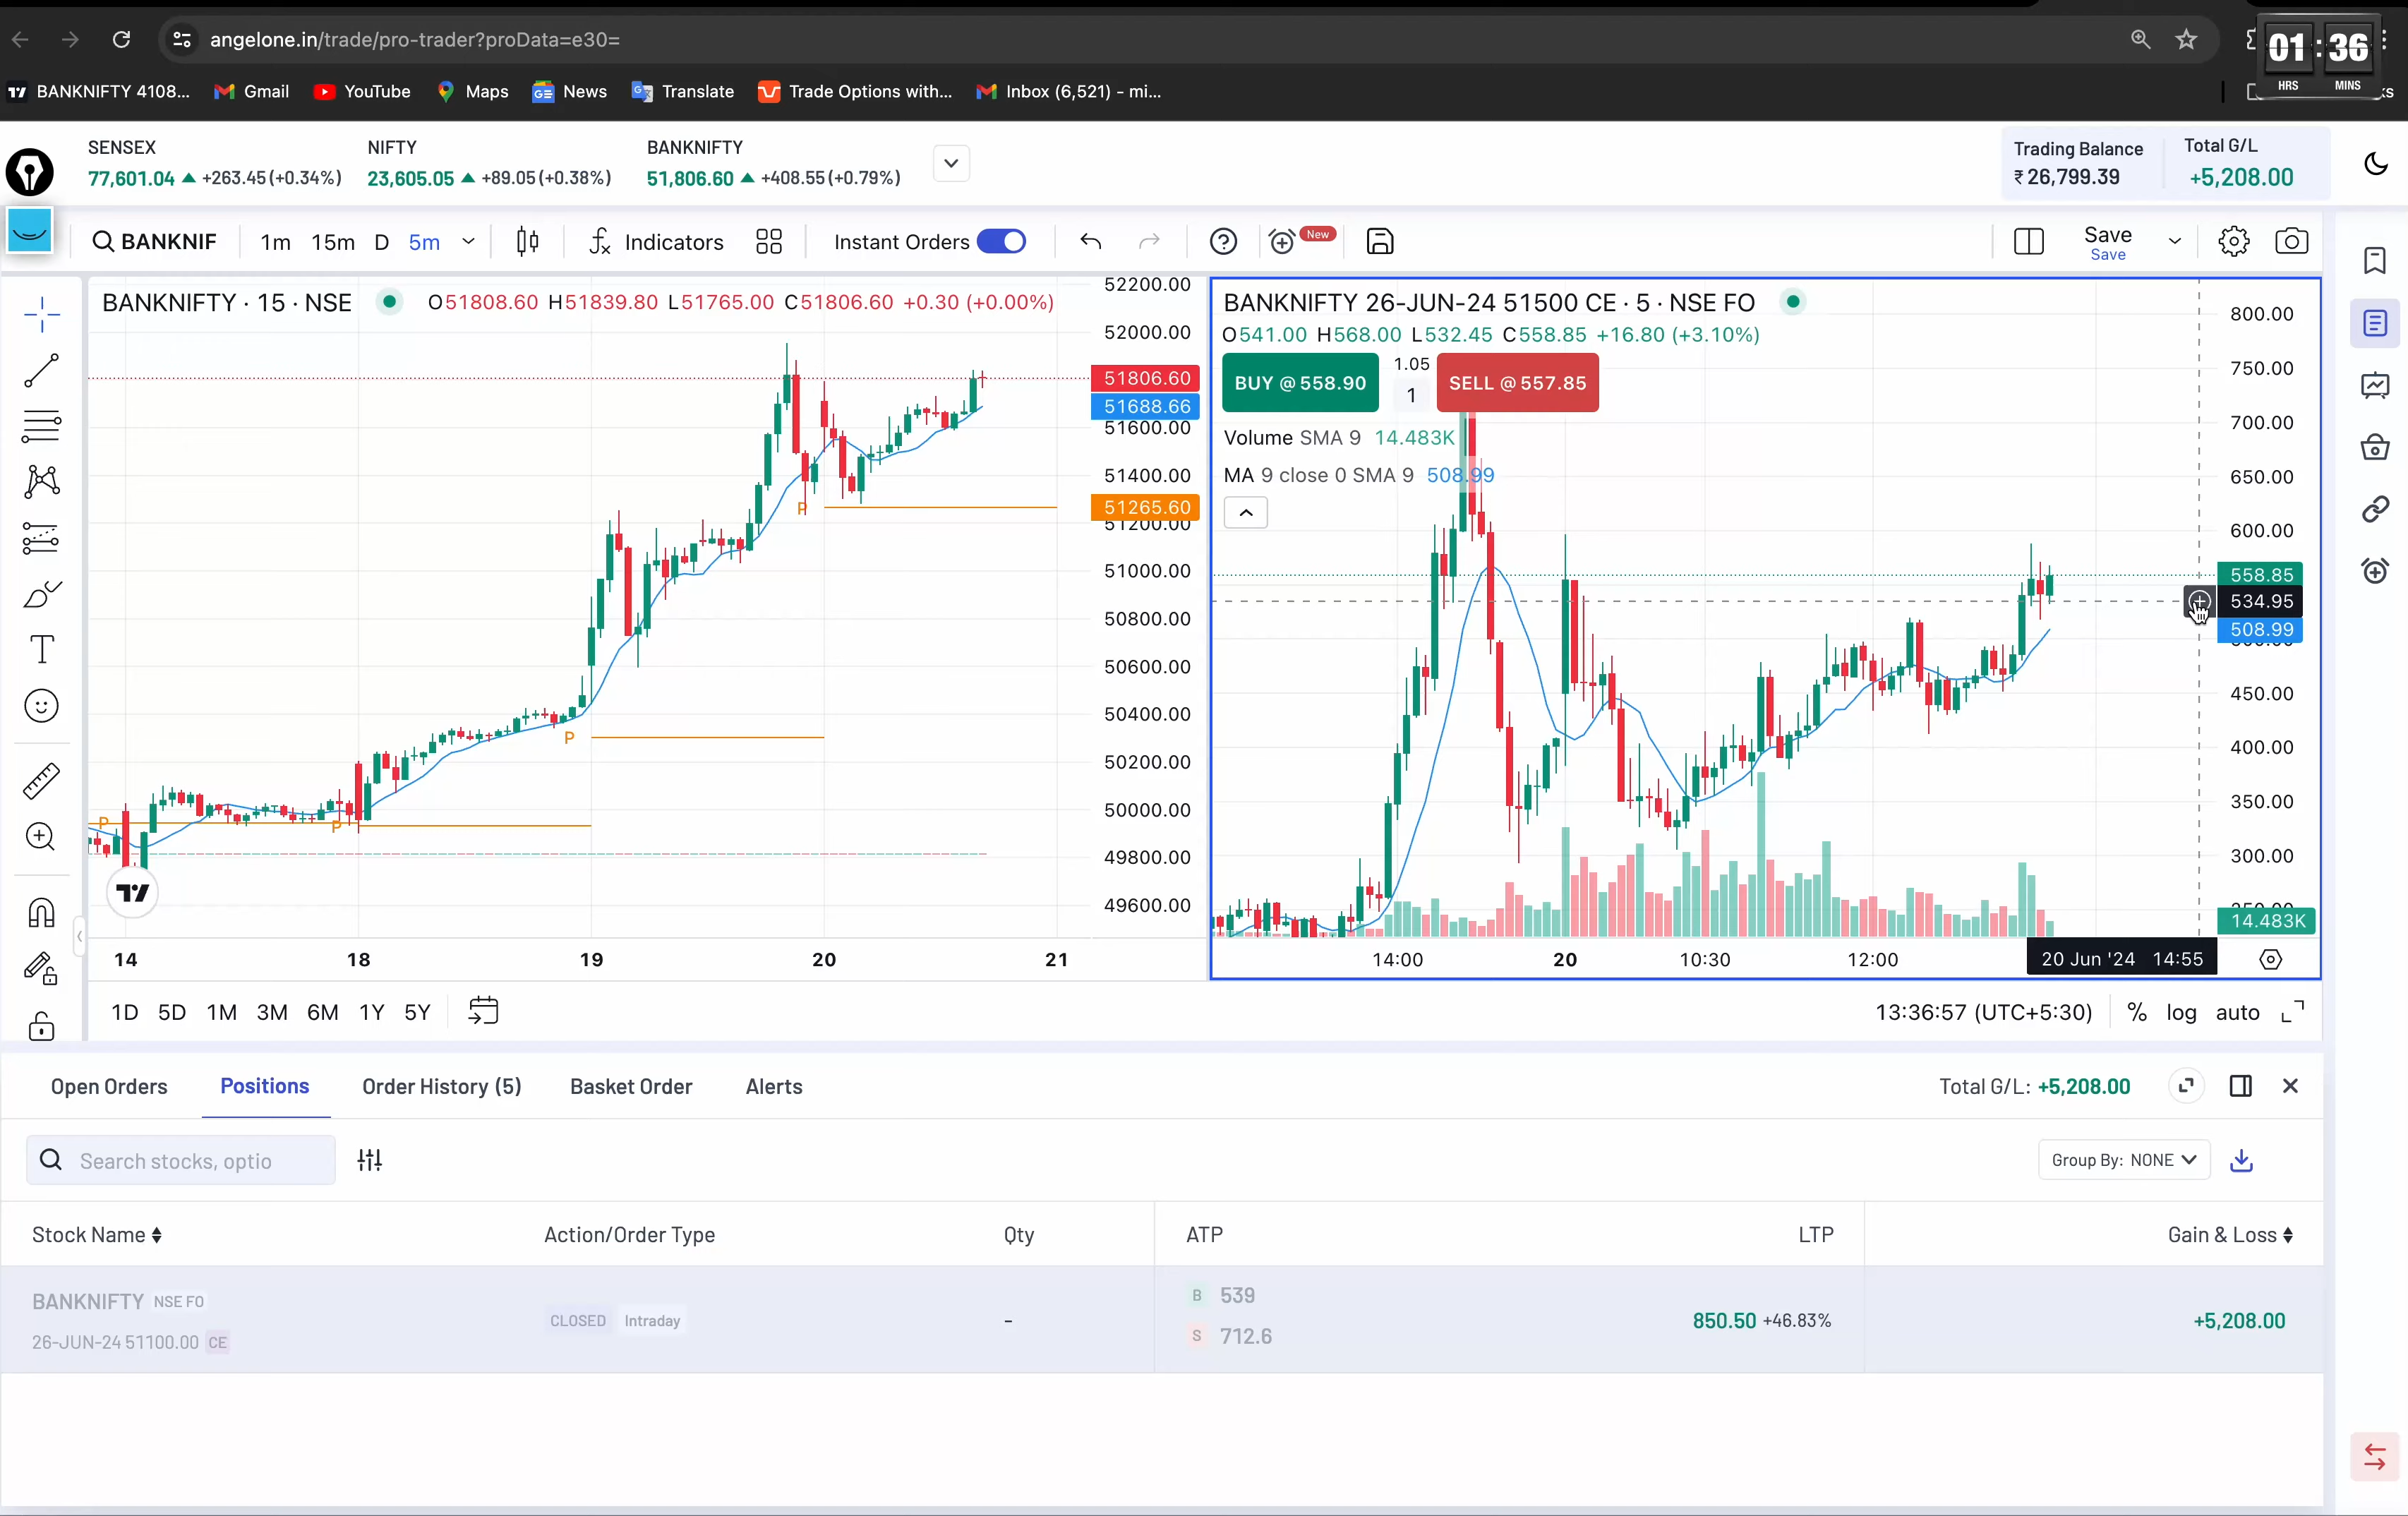 angelone.in/trade/pro-trader?proData=e30=
01 : 36
HRS MINS
BANKNIFTY 4108...
Gmail
YouTube
Maps
News
Translate
Trade Options with...
Inbox (6,521) - mi...
SENSEX
77,601.04 ▲ +263.45(+0.34%)
NIFTY
23,605.05 ▲ +89.05(+0.38%)
BANKNIFTY
51,806.60 ▲ +408.55(+0.79%)
Trading Balance
₹ 26,799.39
Total G/L
+5,208.00
BANKNIF
1m 15m D 5m
Indicators
Instant Orders
New
Save
Save
BANKNIFTY · 15 · NSE
O51808.60 H51839.80 L51765.00 C51806.60 +0.30 (+0.00%)
52200.00
52000.00
51806.60
51688.66
51600.00
51400.00
51265.60
51200.00
51000.00
50800.00
50600.00
50400.00
50200.00
50000.00
49800.00
49600.00
P
P
P
P
14 18 19 20 21
BANKNIFTY 26-JUN-24 51500 CE · 5 · NSE FO
O541.00 H568.00 L532.45 C558.85 +16.80 (+3.10%)
BUY @ 558.90
1.05
1
SELL @ 557.85
Volume SMA 9 14.483K
MA 9 close 0 SMA 9 508.99
800.00
750.00
700.00
650.00
600.00
558.85
534.95
508.99
450.00
400.00
350.00
300.00
14.483K
14:00 20 10:30 12:00 20 Jun '24 14:55
1D 5D 1M 3M 6M 1Y 5Y
13:36:57 (UTC+5:30) % log auto
Open Orders
Positions
Order History (5)
Basket Order
Alerts
Total G/L: +5,208.00
Search stocks, optio
Group By: NONE
Stock Name
Action/Order Type
Qty
ATP
LTP
Gain & Loss
BANKNIFTY NSE FO
26-JUN-24 51100.00 CE
CLOSED Intraday
-
B 539
S 712.6
850.50 +46.83%
+5,208.00